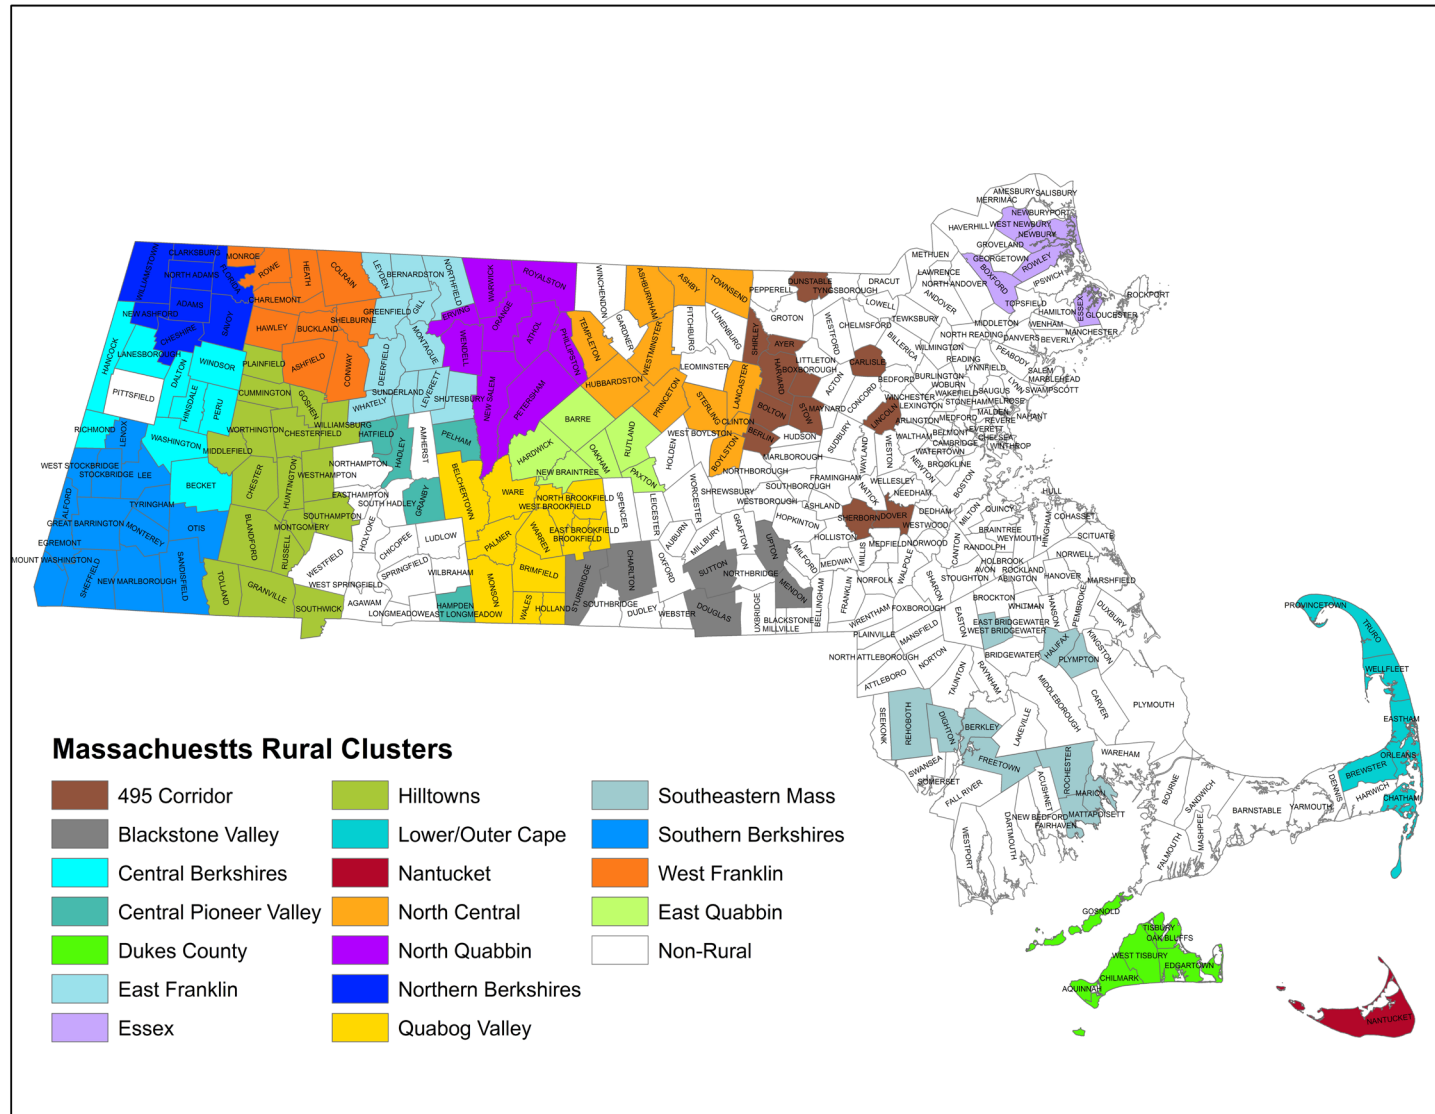 AMESBURY
SALISBURY
MERRIMAC
NEWBURYPORT
HAVERHILL
WEST NEWBURY
NEWBURY
GROVELAND
GEORGETOWN
ROWLEY
BOXFORD
IPSWICH
METHUEN
LAWRENCE
NORTH ANDOVER
ANDOVER
TOPSFIELD
HAMILTON
ESSEX
GLOUCESTER
ROCKPORT
WENHAM
MANCHESTER
MIDDLETON
DANVERS
BEVERLY
NORTH READING
PEABODY
SALEM
MARBLEHEAD
SWAMPSCOTT
LYNN
LYNNFIELD
READING
WILMINGTON
TEWKSBURY
DRACUT
LOWELL
CHELMSFORD
BILLERICA
BURLINGTON
WOBURN
WAKEFIELD
SAUGUS
STONEHAM
MELROSE
NAHANT
MALDEN
REVERE
EVERETT
CHELSEA
WINTHROP
MEDFORD
WINCHESTER
LEXINGTON
ARLINGTON
BELMONT
CAMBRIDGE
WATERTOWN
WALTHAM
BROOKLINE
NEWTON
BOSTON
BEDFORD
LINCOLN
CARLISLE
CONCORD
ACTON
WESTFORD
TYNGSBOROUGH
DUNSTABLE
PEPPERELL
GROTON
LITTLETON
BOXBOROUGH
AYER
SHIRLEY
HARVARD
BOLTON
STOW
MAYNARD
HUDSON
BERLIN
MARLBOROUGH
SUDBURY
WAYLAND
WESTON
WELLESLEY
NATICK
NEEDHAM
FRAMINGHAM
SOUTHBOROUGH
NORTHBOROUGH
WESTBOROUGH
ASHLAND
HOPKINTON
HOLLISTON
SHERBORN
DOVER
DEDHAM
WESTWOOD
NORWOOD
MEDFIELD
MILLIS
MEDWAY
WALPOLE
NORFOLK
FRANKLIN
BELLINGHAM
MILFORD
MILTON
QUINCY
HULL
COHASSET
HINGHAM
BRAINTREE
WEYMOUTH
RANDOLPH
CANTON
HOLBROOK
AVON
ROCKLAND
ABINGTON
NORWELL
SCITUATE
HANOVER
MARSHFIELD
STOUGHTON
SHARON
FOXBOROUGH
WRENTHAM
PLAINVILLE
MANSFIELD
EASTON
BROCKTON
WHITMAN
HANSON
PEMBROKE
DUXBURY
EAST BRIDGEWATER
WEST BRIDGEWATER
BRIDGEWATER
HALIFAX
KINGSTON
PLYMPTON
NORTH ATTLEBOROUGH
ATTLEBORO
NORTON
TAUNTON
RAYNHAM
MIDDLEBOROUGH
CARVER
PLYMOUTH
LAKEVILLE
SEEKONK
REHOBOTH
DIGHTON
BERKLEY
SWANSEA
SOMERSET
FREETOWN
FALL RIVER
ROCHESTER
WAREHAM
MARION
MATTAPOISETT
ACUSHNET
NEW BEDFORD
FAIRHAVEN
DARTMOUTH
WESTPORT
BOURNE
SANDWICH
FALMOUTH
MASHPEE
BARNSTABLE
YARMOUTH
DENNIS
HARWICH
BREWSTER
CHATHAM
ORLEANS
EASTHAM
WELLFLEET
TRURO
PROVINCETOWN
GOSNOLD
TISBURY
OAK BLUFFS
WEST TISBURY
EDGARTOWN
CHILMARK
AQUINNAH
NANTUCKET
WILLIAMSTOWN
CLARKSBURG
NORTH ADAMS
FLORIDA
ADAMS
NEW ASHFORD
CHESHIRE
SAVOY
HANCOCK
LANESBOROUGH
PITTSFIELD
DALTON
WINDSOR
HINSDALE
PERU
RICHMOND
LENOX
WASHINGTON
WEST STOCKBRIDGE
STOCKBRIDGE
LEE
BECKET
TYRINGHAM
ALFORD
GREAT BARRINGTON
MONTEREY
OTIS
EGREMONT
MOUNT WASHINGTON
SHEFFIELD
NEW MARLBOROUGH
SANDISFIELD
MONROE
ROWE
HEATH
COLRAIN
CHARLEMONT
HAWLEY
BUCKLAND
SHELBURNE
ASHFIELD
CONWAY
PLAINFIELD
CUMMINGTON
GOSHEN
WORTHINGTON
CHESTERFIELD
WILLIAMSBURG
MIDDLEFIELD
CHESTER
HUNTINGTON
WESTHAMPTON
NORTHAMPTON
EASTHAMPTON
SOUTHAMPTON
MONTGOMERY
BLANDFORD
RUSSELL
TOLLAND
GRANVILLE
SOUTHWICK
WESTFIELD
WEST SPRINGFIELD
AGAWAM
HOLYOKE
CHICOPEE
SPRINGFIELD
LONGMEADOW
EAST LONGMEADOW
HAMPDEN
WILBRAHAM
LUDLOW
SOUTH HADLEY
GRANBY
HATFIELD
HADLEY
AMHERST
PELHAM
LEYDEN
BERNARDSTON
NORTHFIELD
GREENFIELD
GILL
MONTAGUE
DEERFIELD
SUNDERLAND
LEVERETT
SHUTESBURY
WHATELY
WARWICK
ROYALSTON
ERVING
ORANGE
WENDELL
ATHOL
PHILLIPSTON
NEW SALEM
PETERSHAM
BELCHERTOWN
WARE
PALMER
MONSON
WALES
HOLLAND
BRIMFIELD
WARREN
WEST BROOKFIELD
NORTH BROOKFIELD
EAST BROOKFIELD
BROOKFIELD
HARDWICK
BARRE
NEW BRAINTREE
OAKHAM
RUTLAND
PAXTON
WINCHENDON
ASHBURNHAM
ASHBY
TOWNSEND
GARDNER
TEMPLETON
WESTMINSTER
FITCHBURG
LUNENBURG
LEOMINSTER
HUBBARDSTON
PRINCETON
STERLING
LANCASTER
CLINTON
WEST BOYLSTON
BOYLSTON
HOLDEN
WORCESTER
SHREWSBURY
SPENCER
LEICESTER
AUBURN
MILLBURY
GRAFTON
UPTON
STURBRIDGE
CHARLTON
OXFORD
SUTTON
NORTHBRIDGE
MENDON
SOUTHBRIDGE
DUDLEY
WEBSTER
DOUGLAS
UXBRIDGE
BLACKSTONE
MILLVILLE
Massachuestts Rural Clusters
495 Corridor
Blackstone Valley
Central Berkshires
Central Pioneer Valley
Dukes County
East Franklin
Essex
Hilltowns
Lower/Outer Cape
Nantucket
North Central
North Quabbin
Northern Berkshires
Quabog Valley
Southeastern Mass
Southern Berkshires
West Franklin
East Quabbin
Non-Rural